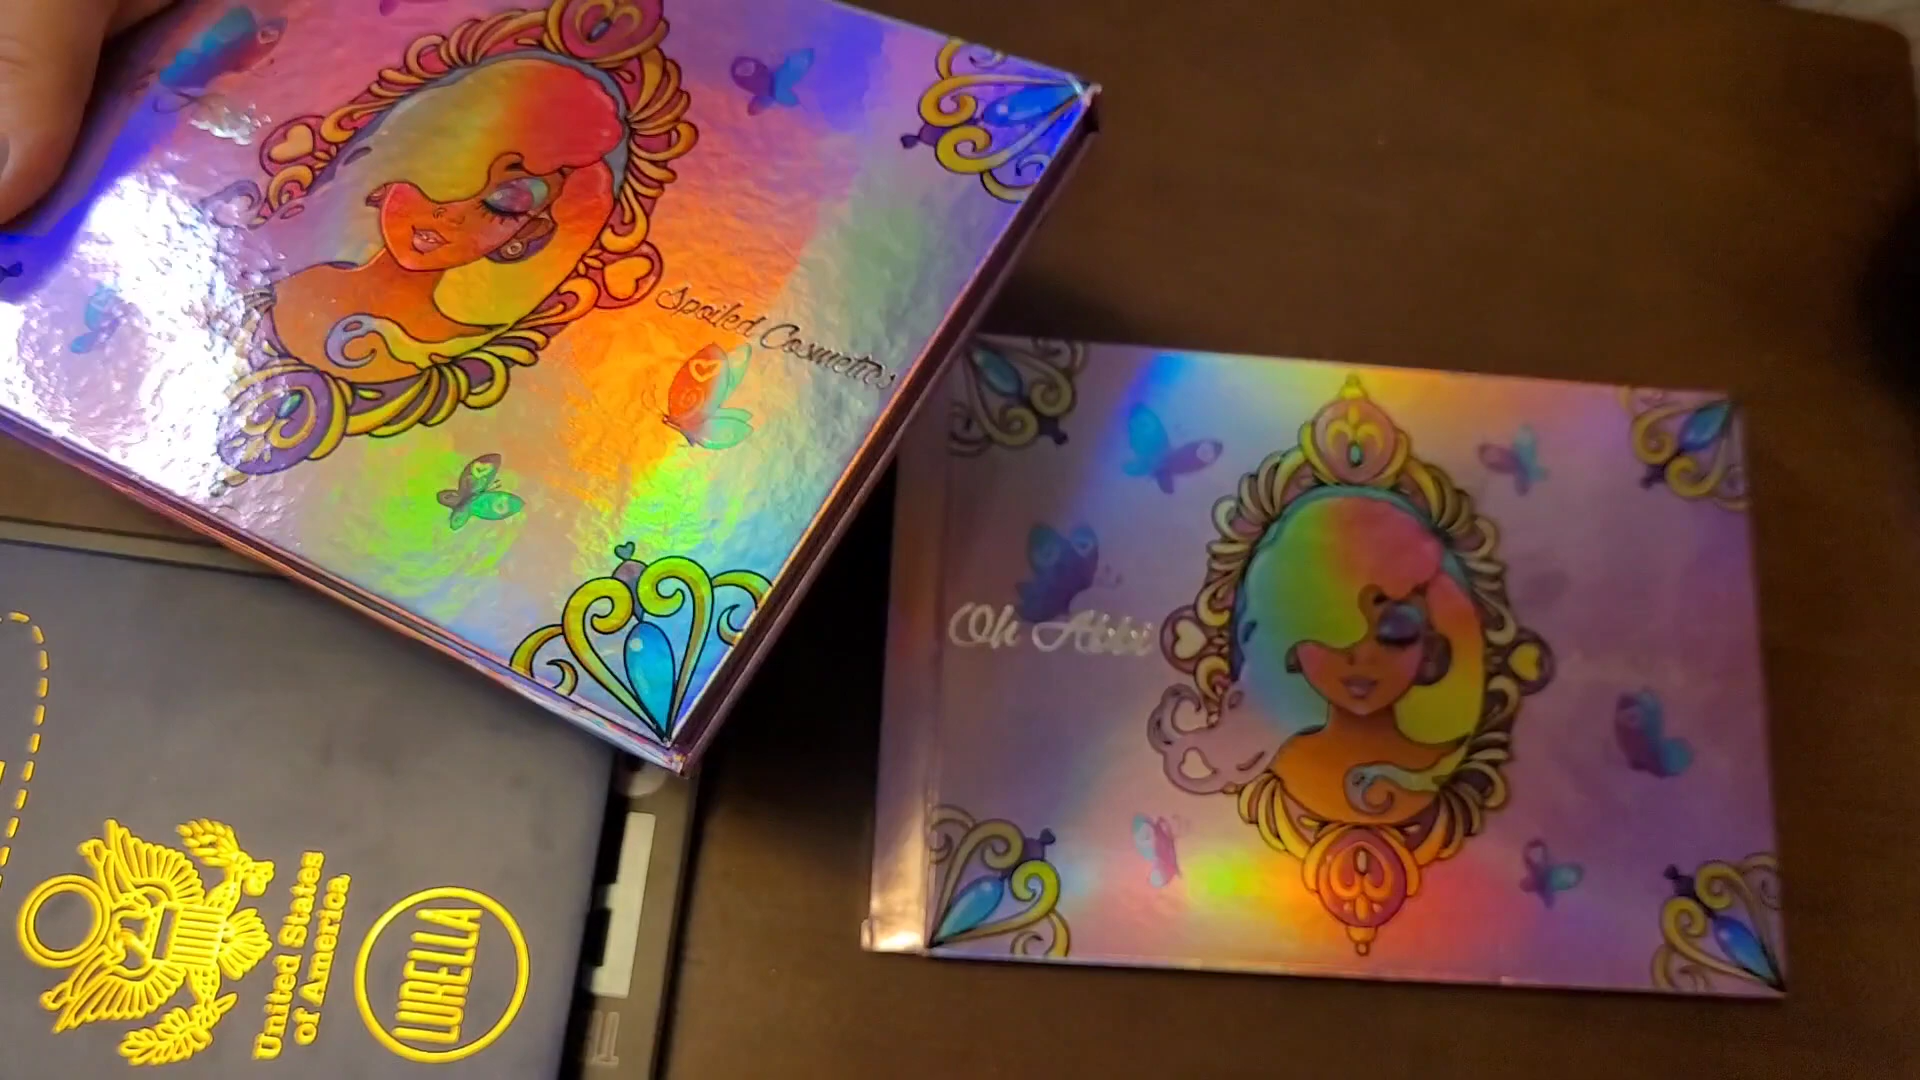 Spoiled Cosmetics
Oh Abbi
United States
of America
LURELLA